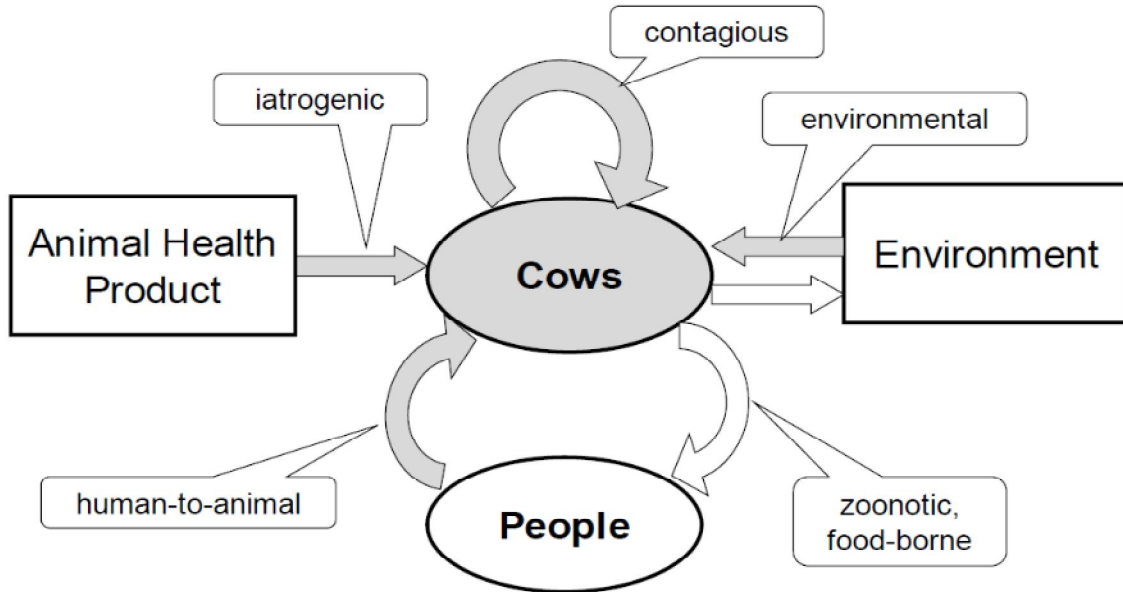 contagious
iatrogenic
environmental
Animal Health
Product
Cows
Environment
human-to-animal
People
zoonotic,
food-borne